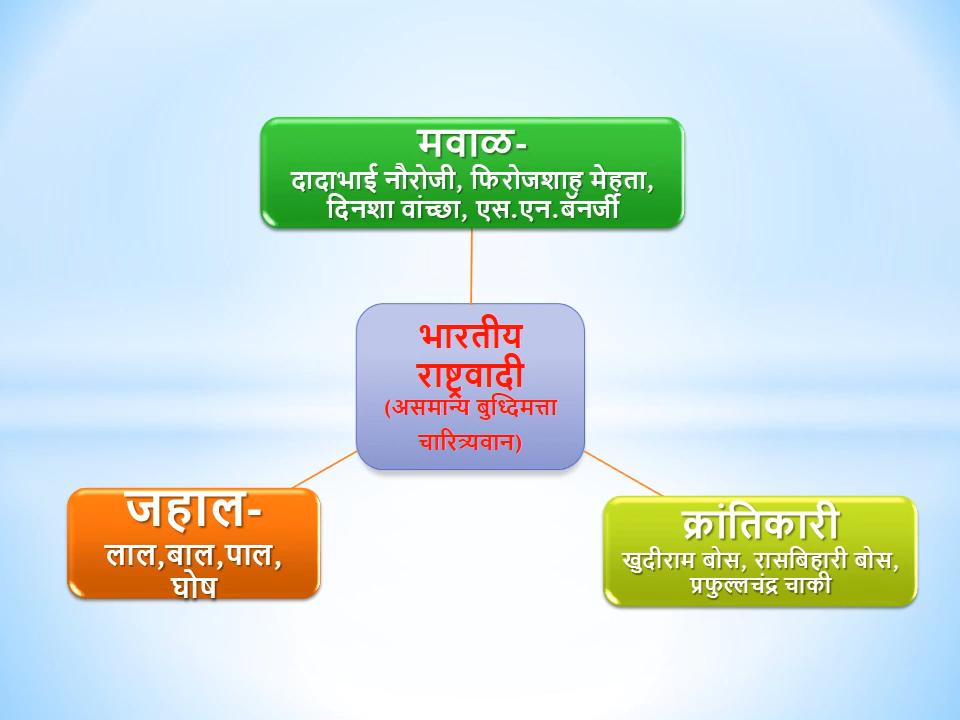 मवाळ-
दादाभाई नौरोजी, फिरोजशाह मेहता,
दिनशा वांच्छा, एस.एन.बॅनर्जी
भारतीय
राष्ट्रवादी
(असमान्य बुध्दिमत्ता
चारित्र्यवान)
जहाल-
लाल,बाल,पाल,
घोष
क्रांतिकारी
खुदीराम बोस, रासबिहारी बोस,
प्रफुल्लचंद्र चाकी